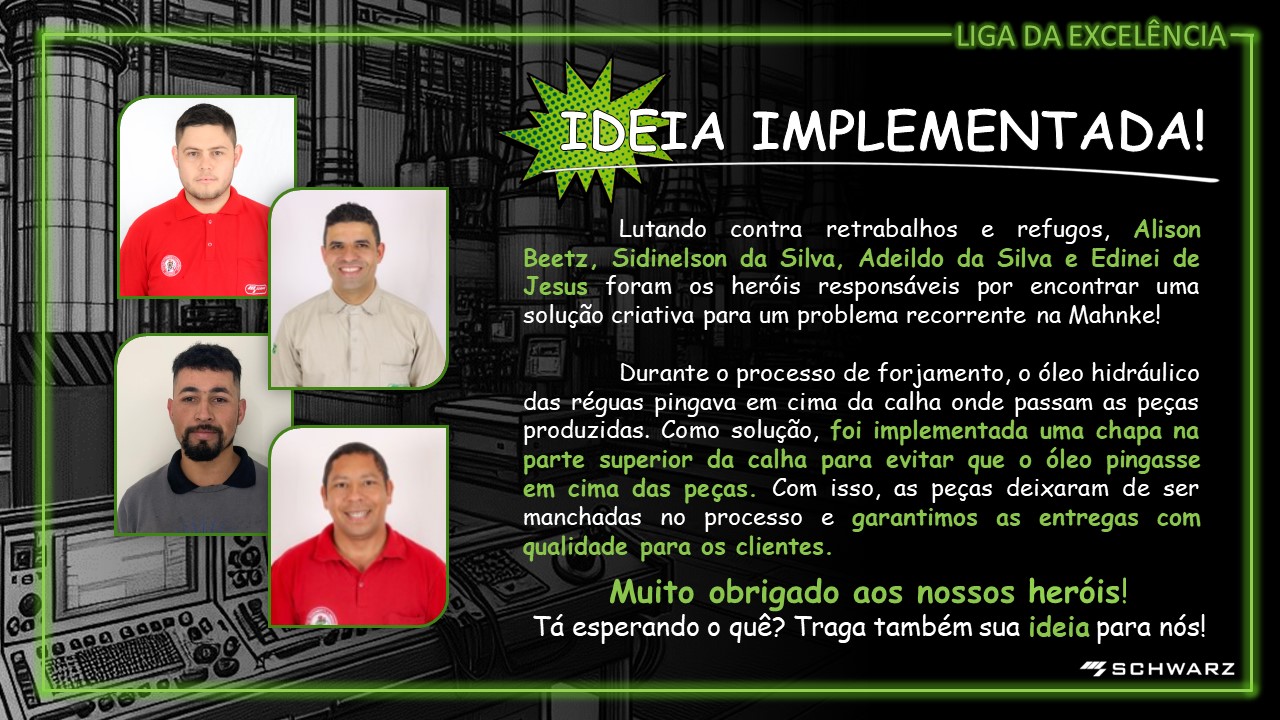 LIGA DA EXCELÊNCIA
IDEIA IMPLEMENTADA!
Lutando contra retrabalhos e refugos, Alison
Beetz, Sidinelson da Silva, Adeildo da Silva e Edinei de
Jesus foram os heróis responsáveis por encontrar uma
solução criativa para um problema recorrente na Mahnke!
Durante o processo de forjamento, o óleo hidráulico
das réguas pingava em cima da calha onde passam as peças
produzidas. Como solução, foi implementada uma chapa na
parte superior da calha para evitar que o óleo pingasse
em cima das peças. Com isso, as peças deixaram de ser
manchadas no processo e garantimos as entregas com
qualidade para os clientes.
Muito obrigado aos nossos heróis!
Tá esperando o quê? Traga também sua ideia para nós!
SCHWARZ